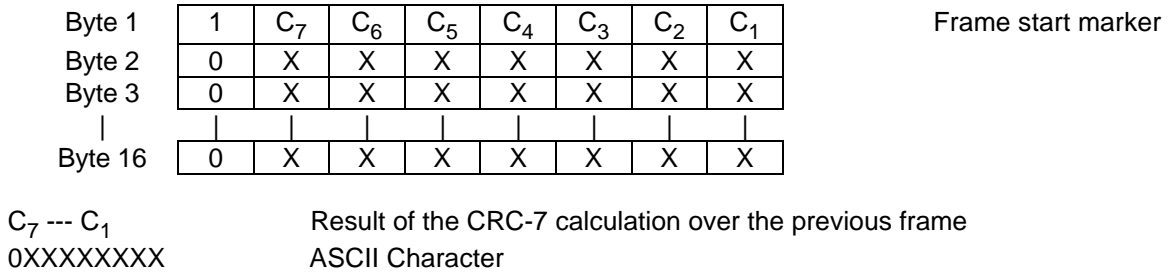 Byte 1 1 C₇ C₆ C₅ C₄ C₃ C₂ C₁ Frame start marker
Byte 2 0 X X X X X X X
Byte 3 0 X X X X X X X
| | | | | | | | |
Byte 16 0 X X X X X X X
C₇ --- C₁ Result of the CRC-7 calculation over the previous frame
0XXXXXXXX ASCII Character